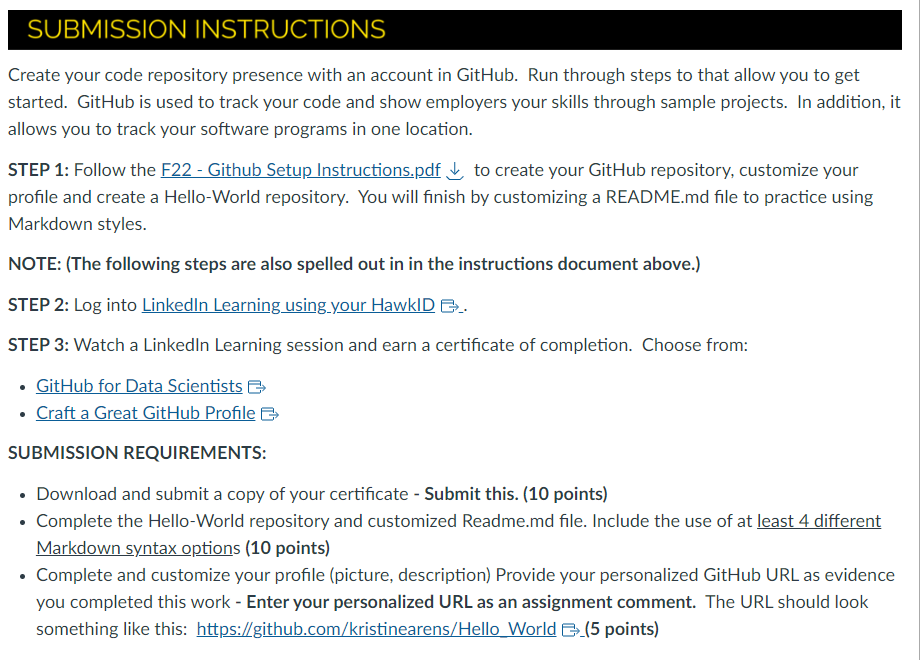 SUBMISSION INSTRUCTIONS
Create your code repository presence with an account in GitHub.  Run through steps to that allow you to get
started.  GitHub is used to track your code and show employers your skills through sample projects.  In addition, it
allows you to track your software programs in one location.
STEP 1: Follow the F22 - Github Setup Instructions.pdf to create your GitHub repository, customize your
profile and create a Hello-World repository.  You will finish by customizing a README.md file to practice using
Markdown styles.
NOTE: (The following steps are also spelled out in in the instructions document above.)
STEP 2: Log into LinkedIn Learning using your HawkID .
STEP 3: Watch a LinkedIn Learning session and earn a certificate of completion.  Choose from:
• GitHub for Data Scientists
• Craft a Great GitHub Profile
SUBMISSION REQUIREMENTS:
• Download and submit a copy of your certificate - Submit this. (10 points)
• Complete the Hello-World repository and customized Readme.md file. Include the use of at least 4 different
Markdown syntax options (10 points)
• Complete and customize your profile (picture, description) Provide your personalized GitHub URL as evidence
you completed this work - Enter your personalized URL as an assignment comment.  The URL should look
something like this:  https://github.com/kristinearens/Hello_World (5 points)